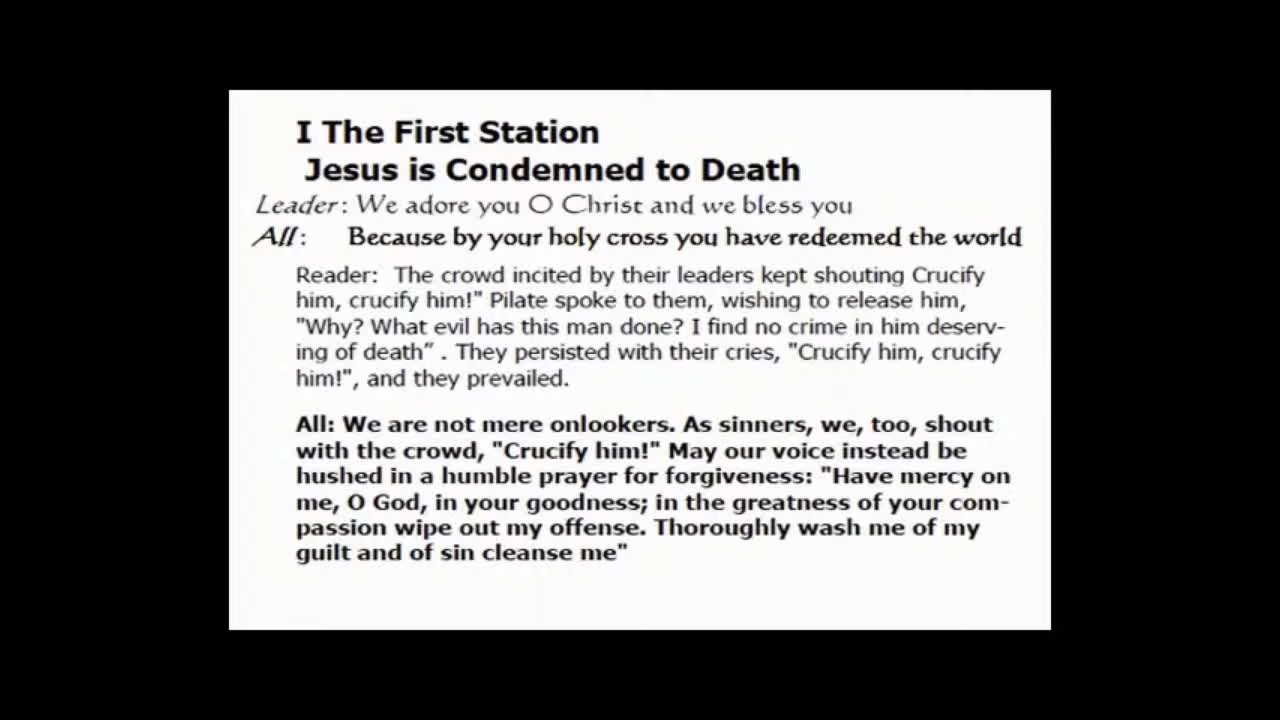 I The First Station
Jesus is Condemned to Death
Leader: We adore you O Christ and we bless you
All: Because by your holy cross you have redeemed the world
Reader: The crowd incited by their leaders kept shouting Crucify
him, crucify him!" Pilate spoke to them, wishing to release him,
"Why? What evil has this man done? I find no crime in him deserv-
ing of death” . They persisted with their cries, "Crucify him, crucify
him!", and they prevailed.
All: We are not mere onlookers. As sinners, we, too, shout
with the crowd, "Crucify him!" May our voice instead be
hushed in a humble prayer for forgiveness: "Have mercy on
me, O God, in your goodness; in the greatness of your com-
passion wipe out my offense. Thoroughly wash me of my
guilt and of sin cleanse me"